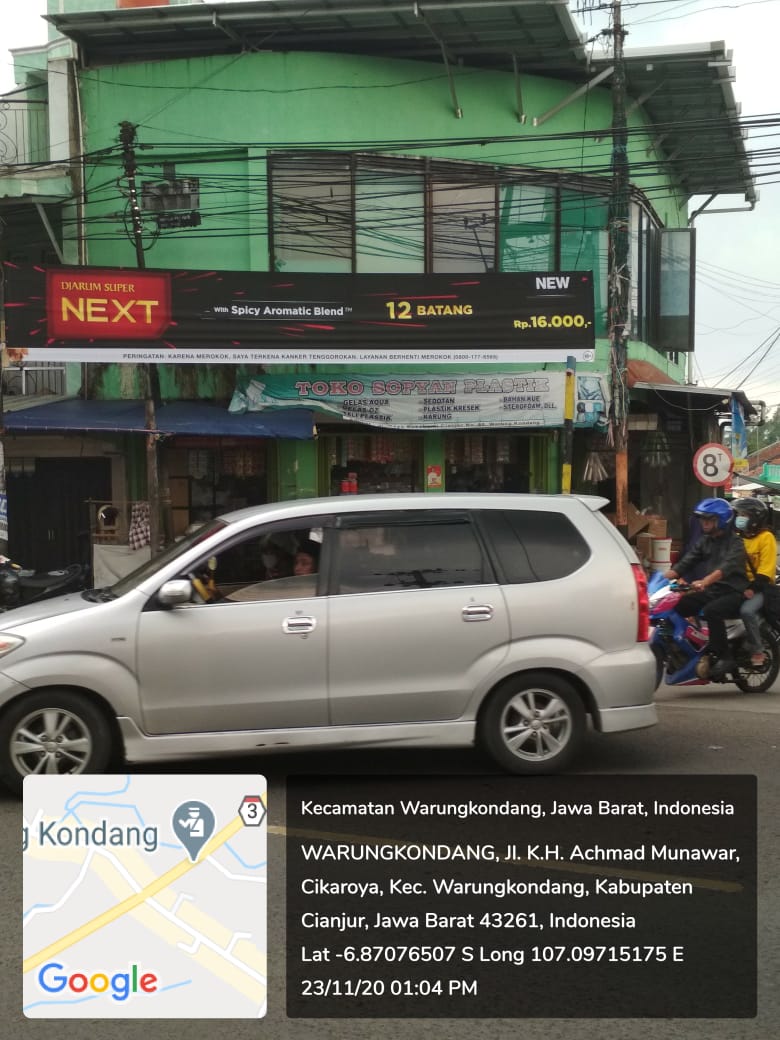 DJARUM SUPER
NEXT
With Spicy Aromatic Blend™
12 BATANG
NEW
Rp.16.000,-
PERINGATAN: KARENA MEROKOK, SAYA TERKENA KANKER TENGGOROKAN. LAYANAN BERHENTI MEROKOK (0800-177-6565)
TOKO SOPYAN PLASTIK
GELAS AQUA
- SEDOTAN
- BAHAN KUE
- PLASTIK KRESEK
- STEROFOAM, DLL.
TALI PLASTIK
- KARUNG
8T
g Kondang
3
Google
Kecamatan Warungkondang, Jawa Barat, Indonesia
WARUNGKONDANG, Jl. K.H. Achmad Munawar,
Cikaroya, Kec. Warungkondang, Kabupaten
Cianjur, Jawa Barat 43261, Indonesia
Lat -6.87076507 S Long 107.09715175 E
23/11/20 01:04 PM